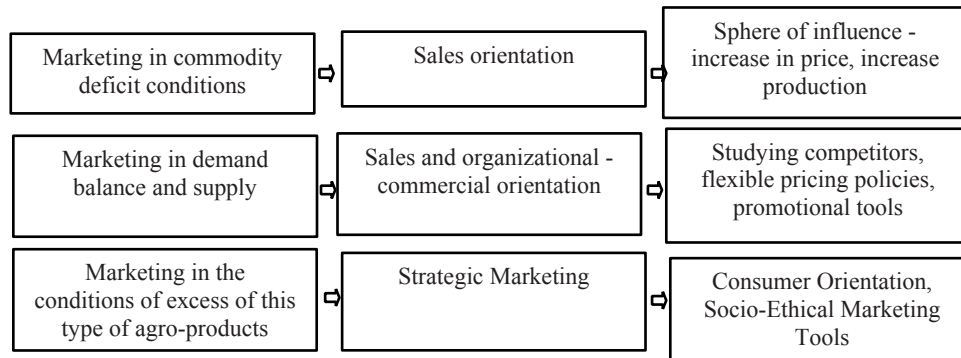 Marketing in commodity
deficit conditions
Sales orientation
Sphere of influence -
increase in price, increase
production
Marketing in demand
balance and supply
Sales and organizational -
commercial orientation
Studying competitors,
flexible pricing policies,
promotional tools
Marketing in the
conditions of excess of this
type of agro-products
Strategic Marketing
Consumer Orientation,
Socio-Ethical Marketing
Tools